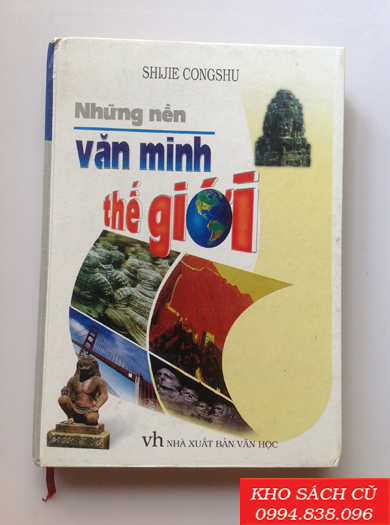 SHIJIE CONGSHU
Những nền
văn minh
thế giới
vh NHÀ XUẤT BẢN VĂN HỌC
KHO SÁCH CŨ
0994.838.096